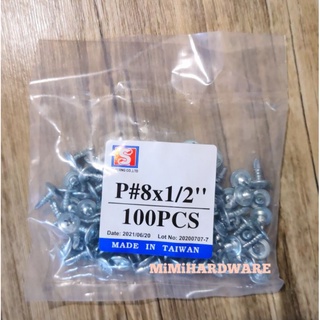 P#8x1/2''
100PCS
Date: 2021/06/20 Lot No: 20200707-7
MADE IN TAIWAN
MiMiHARDWARE